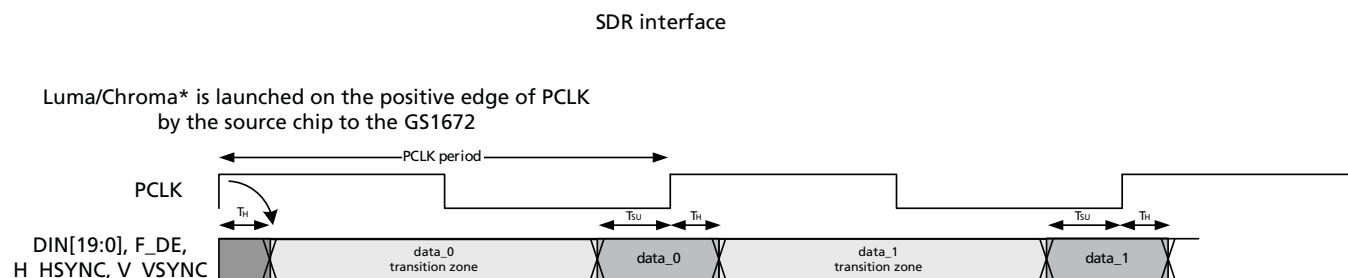 SDR interface
Luma/Chroma* is launched on the positive edge of PCLK
by the source chip to the GS1672
PCLK period
PCLK
TH
TSU
TH
TSU
TH
DIN[19:0], F_DE,
H_HSYNC, V_VSYNC
data_0
transition zone
data_0
data_1
transition zone
data_1